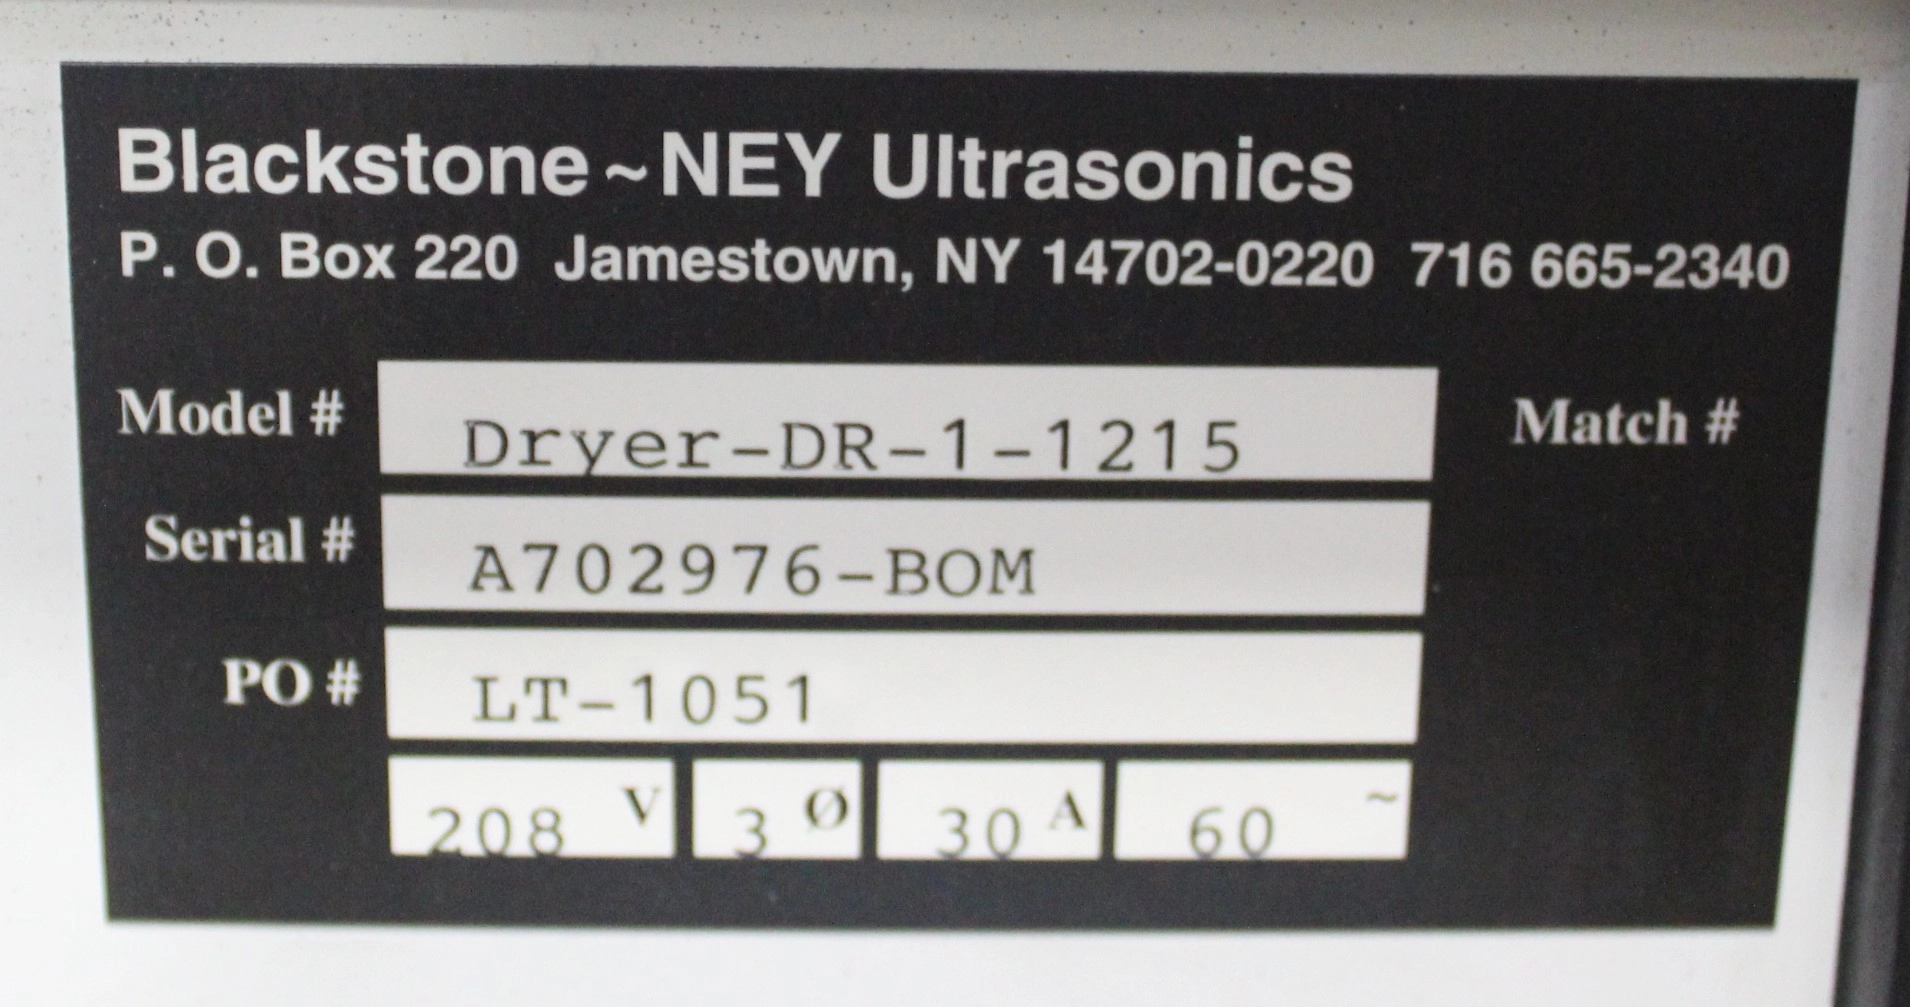 Blackstone ~ NEY Ultrasonics
P. O. Box 220 Jamestown, NY 14702-0220 716 665-2340
Model # Dryer-DR-1-1215 Match #
Serial # A702976-BOM
PO # LT-1051
208 V 3 Ø 30 A 60 ~